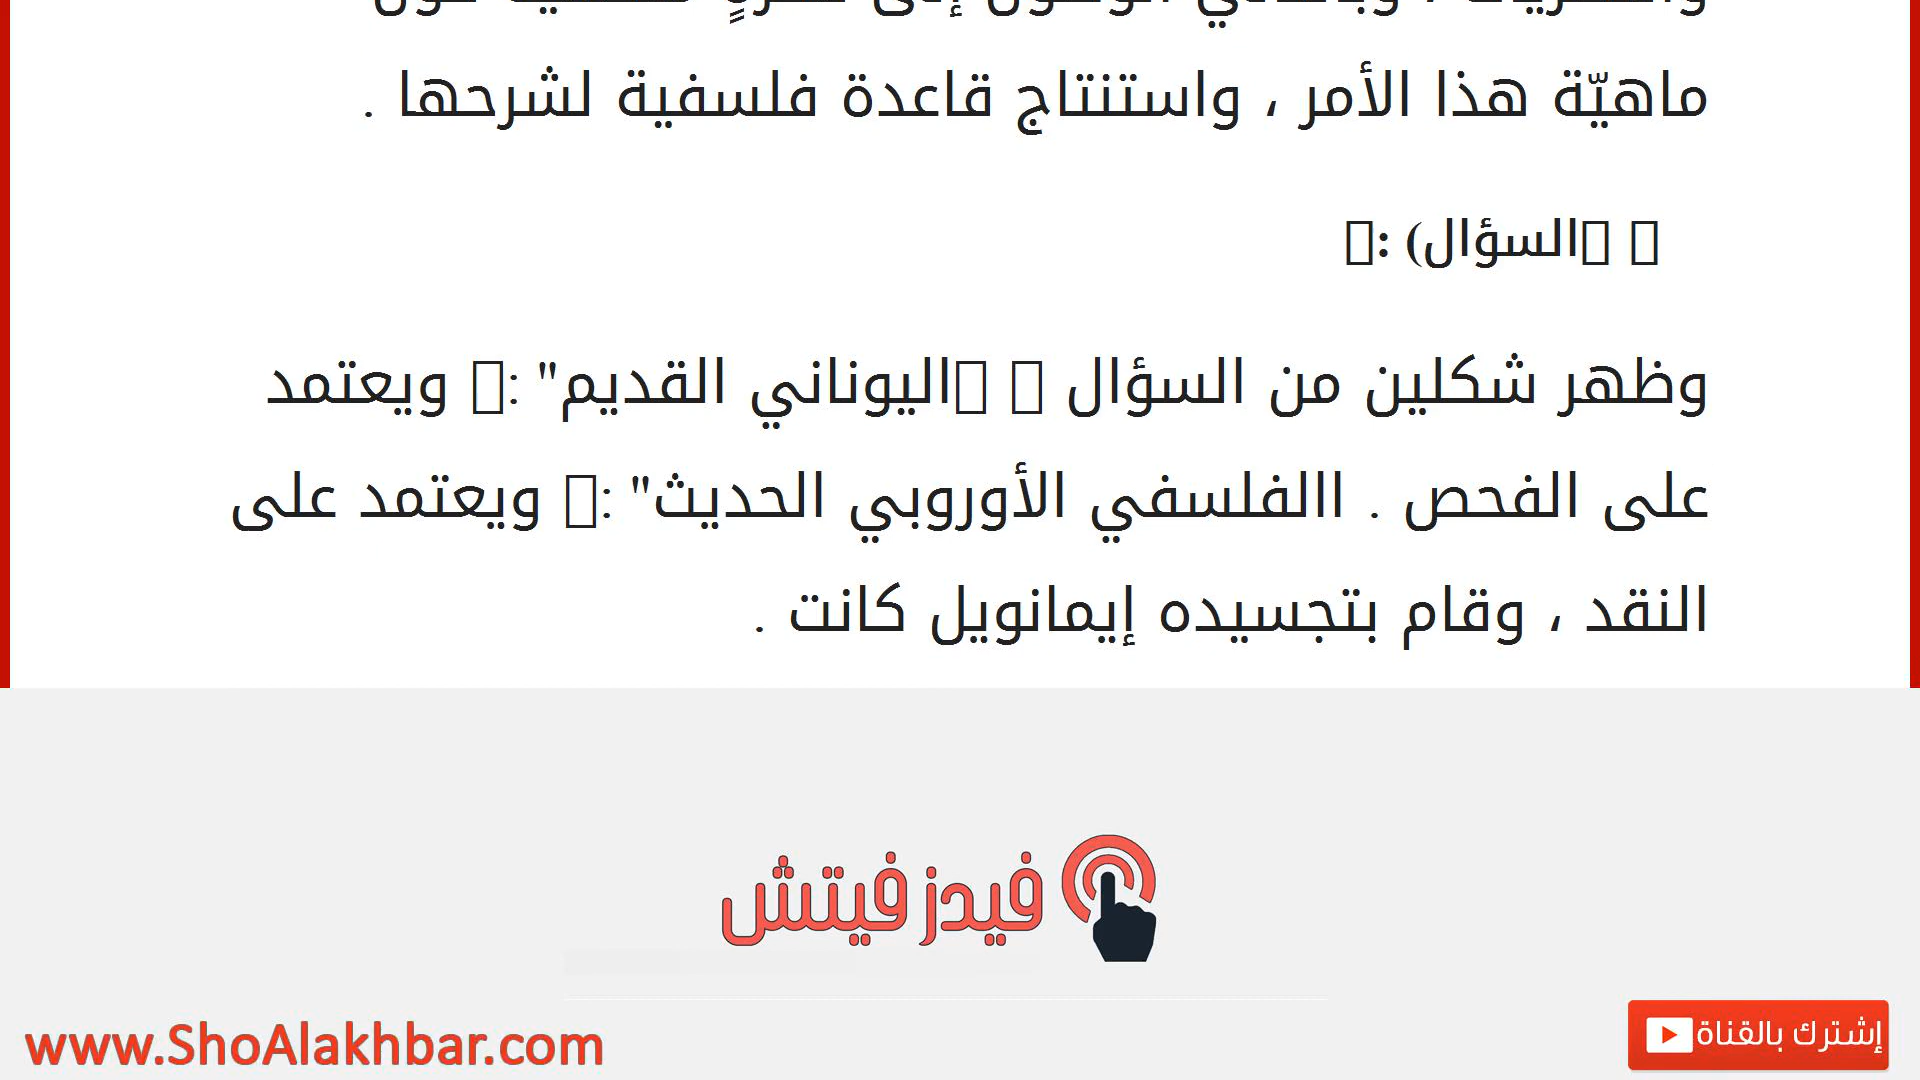 ماهيّة هذا الأمر ، واستنتاج قاعدة فلسفية لشرحها .
السؤال) :
وظهر شكلين من السؤال اليوناني القديم" : ويعتمد
على الفحص . االفلسفي الأوروبي الحديث" : ويعتمد على
النقد ، وقام بتجسيده إيمانويل كانت .
فيدز فيتش
www.ShoAlakhbar.com
إشترك بالقناة